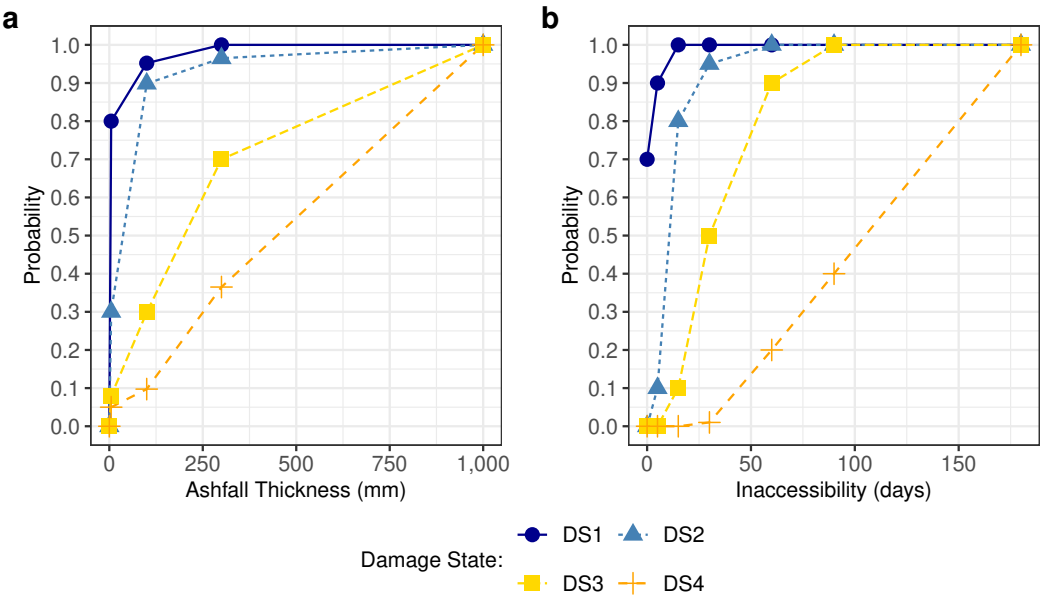 a
b
1.0
0.9
0.8
0.7
0.6
0.5
0.4
0.3
0.2
0.1
0.0
Probability
0 250 500 750 1,000
Ashfall Thickness (mm)
1.0
0.9
0.8
0.7
0.6
0.5
0.4
0.3
0.2
0.1
0.0
Probability
0 50 100 150
Inaccessibility (days)
Damage State:
DS1 DS2
DS3 DS4